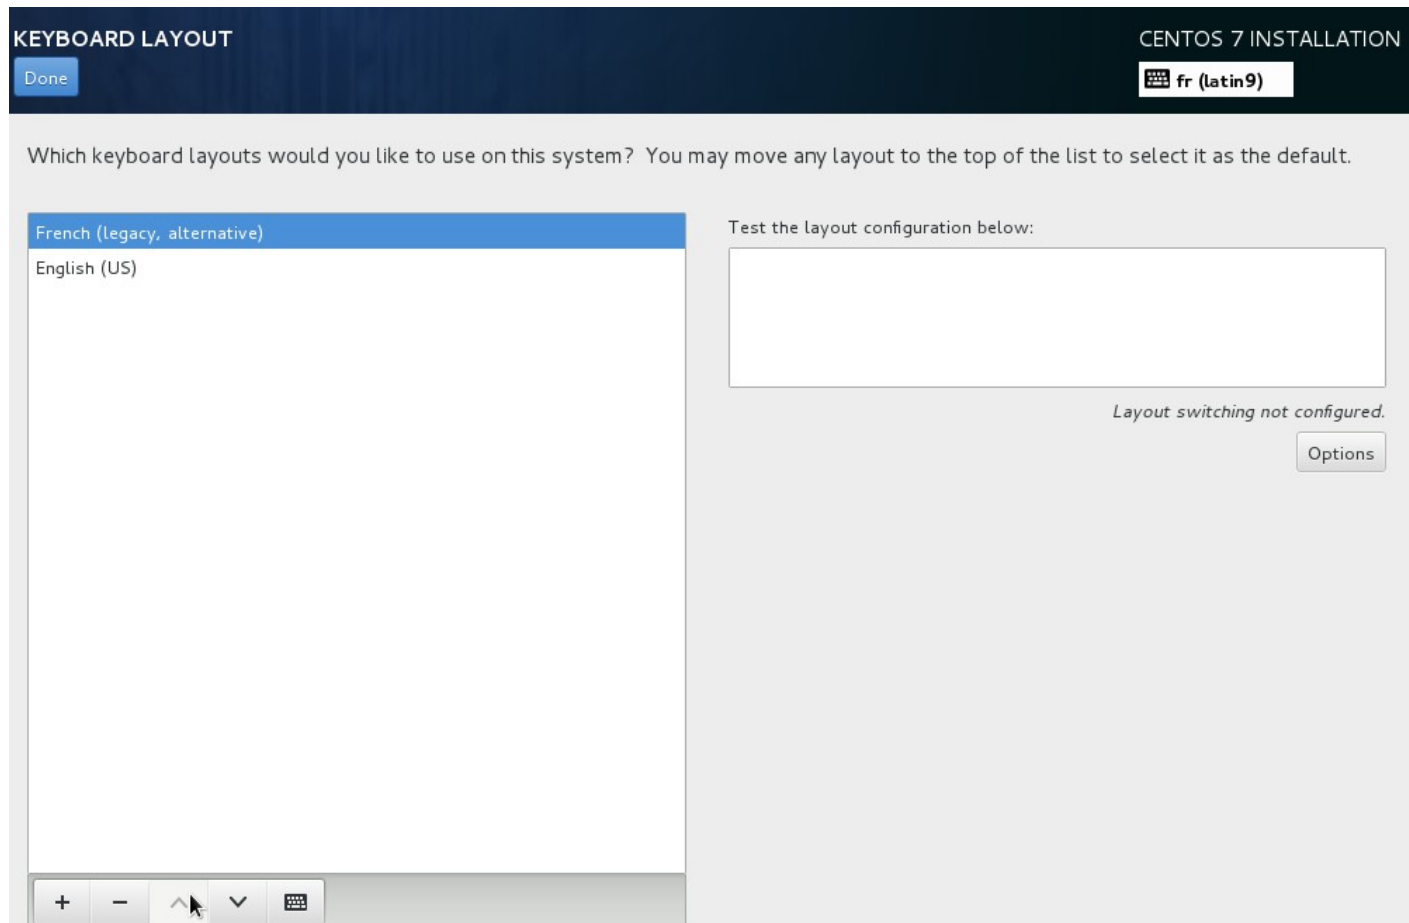 KEYBOARD LAYOUT
CENTOS 7 INSTALLATION
Done
fr (latin9)
Which keyboard layouts would you like to use on this system? You may move any layout to the top of the list to select it as the default.
French (legacy, alternative)
English (US)
Test the layout configuration below:
Layout switching not configured.
Options